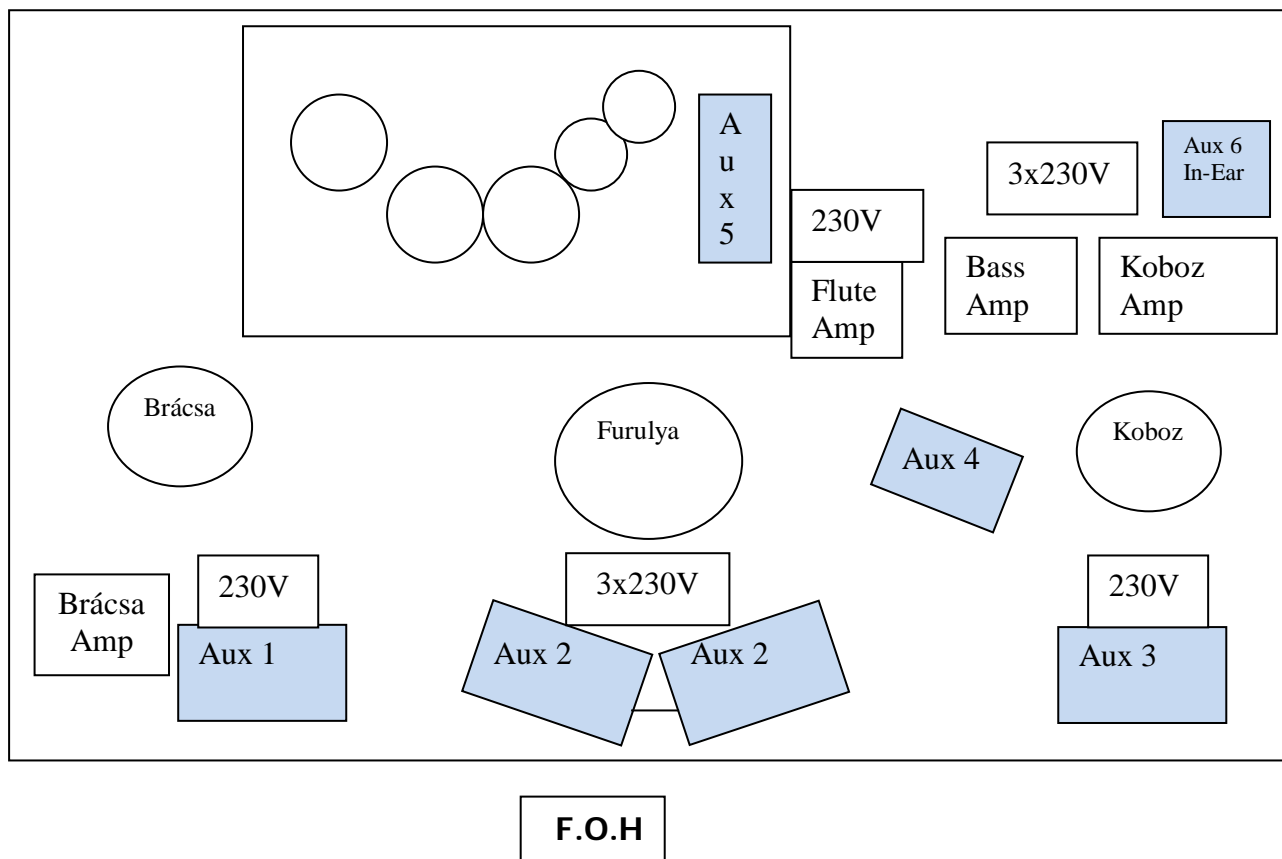 A
u
x
5
Aux 6
In-Ear
3x230V
230V
Flute
Amp
Bass
Amp
Koboz
Amp
Brácsa
Furulya
Aux 4
Koboz
Brácsa
Amp
230V
Aux 1
3x230V
Aux 2
Aux 2
230V
Aux 3
F.O.H